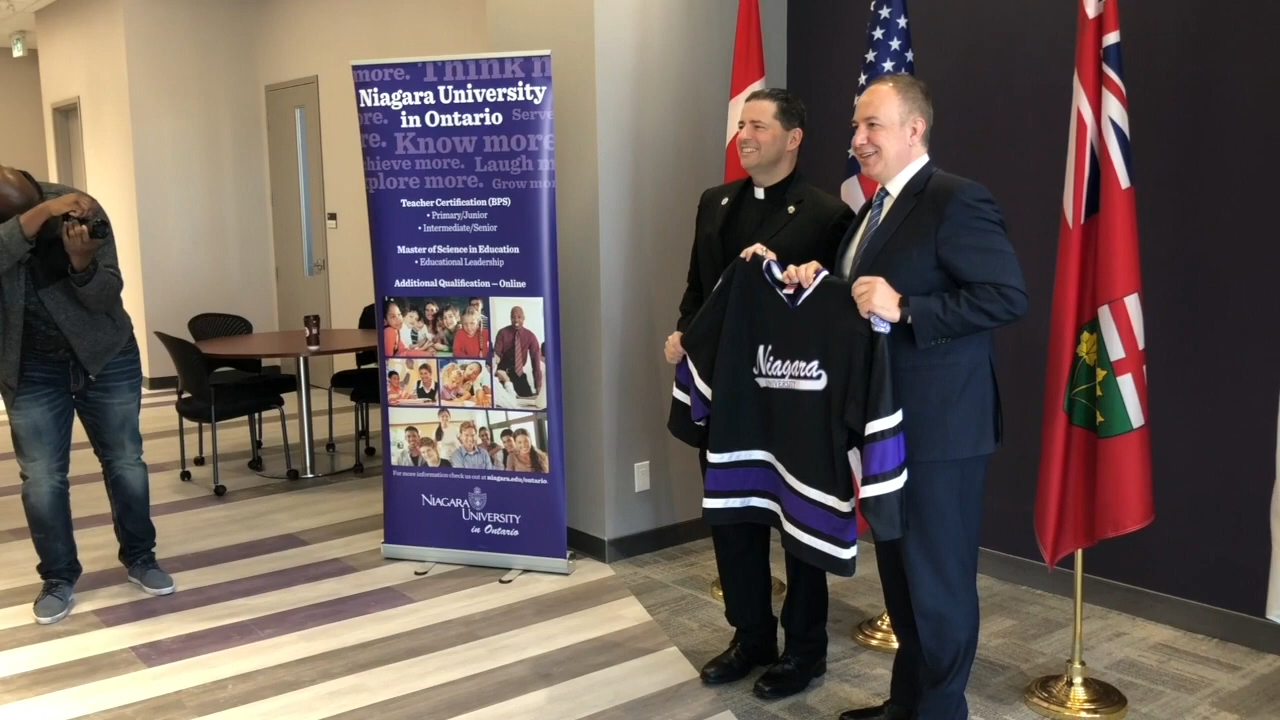 more. Think m
Niagara University
in Ontario
re. Serve
re. Know more
chieve more. Laugh m
xplore more. Grow mor
Teacher Certification (BPS)
• Primary/Junior
• Intermediate/Senior
Master of Science in Education
• Educational Leadership
Additional Qualification — Online
For more information check us out at niagara.edu/ontario.
NIAGARA
UNIVERSITY
in Ontario
Niagara
UNIVERSITY